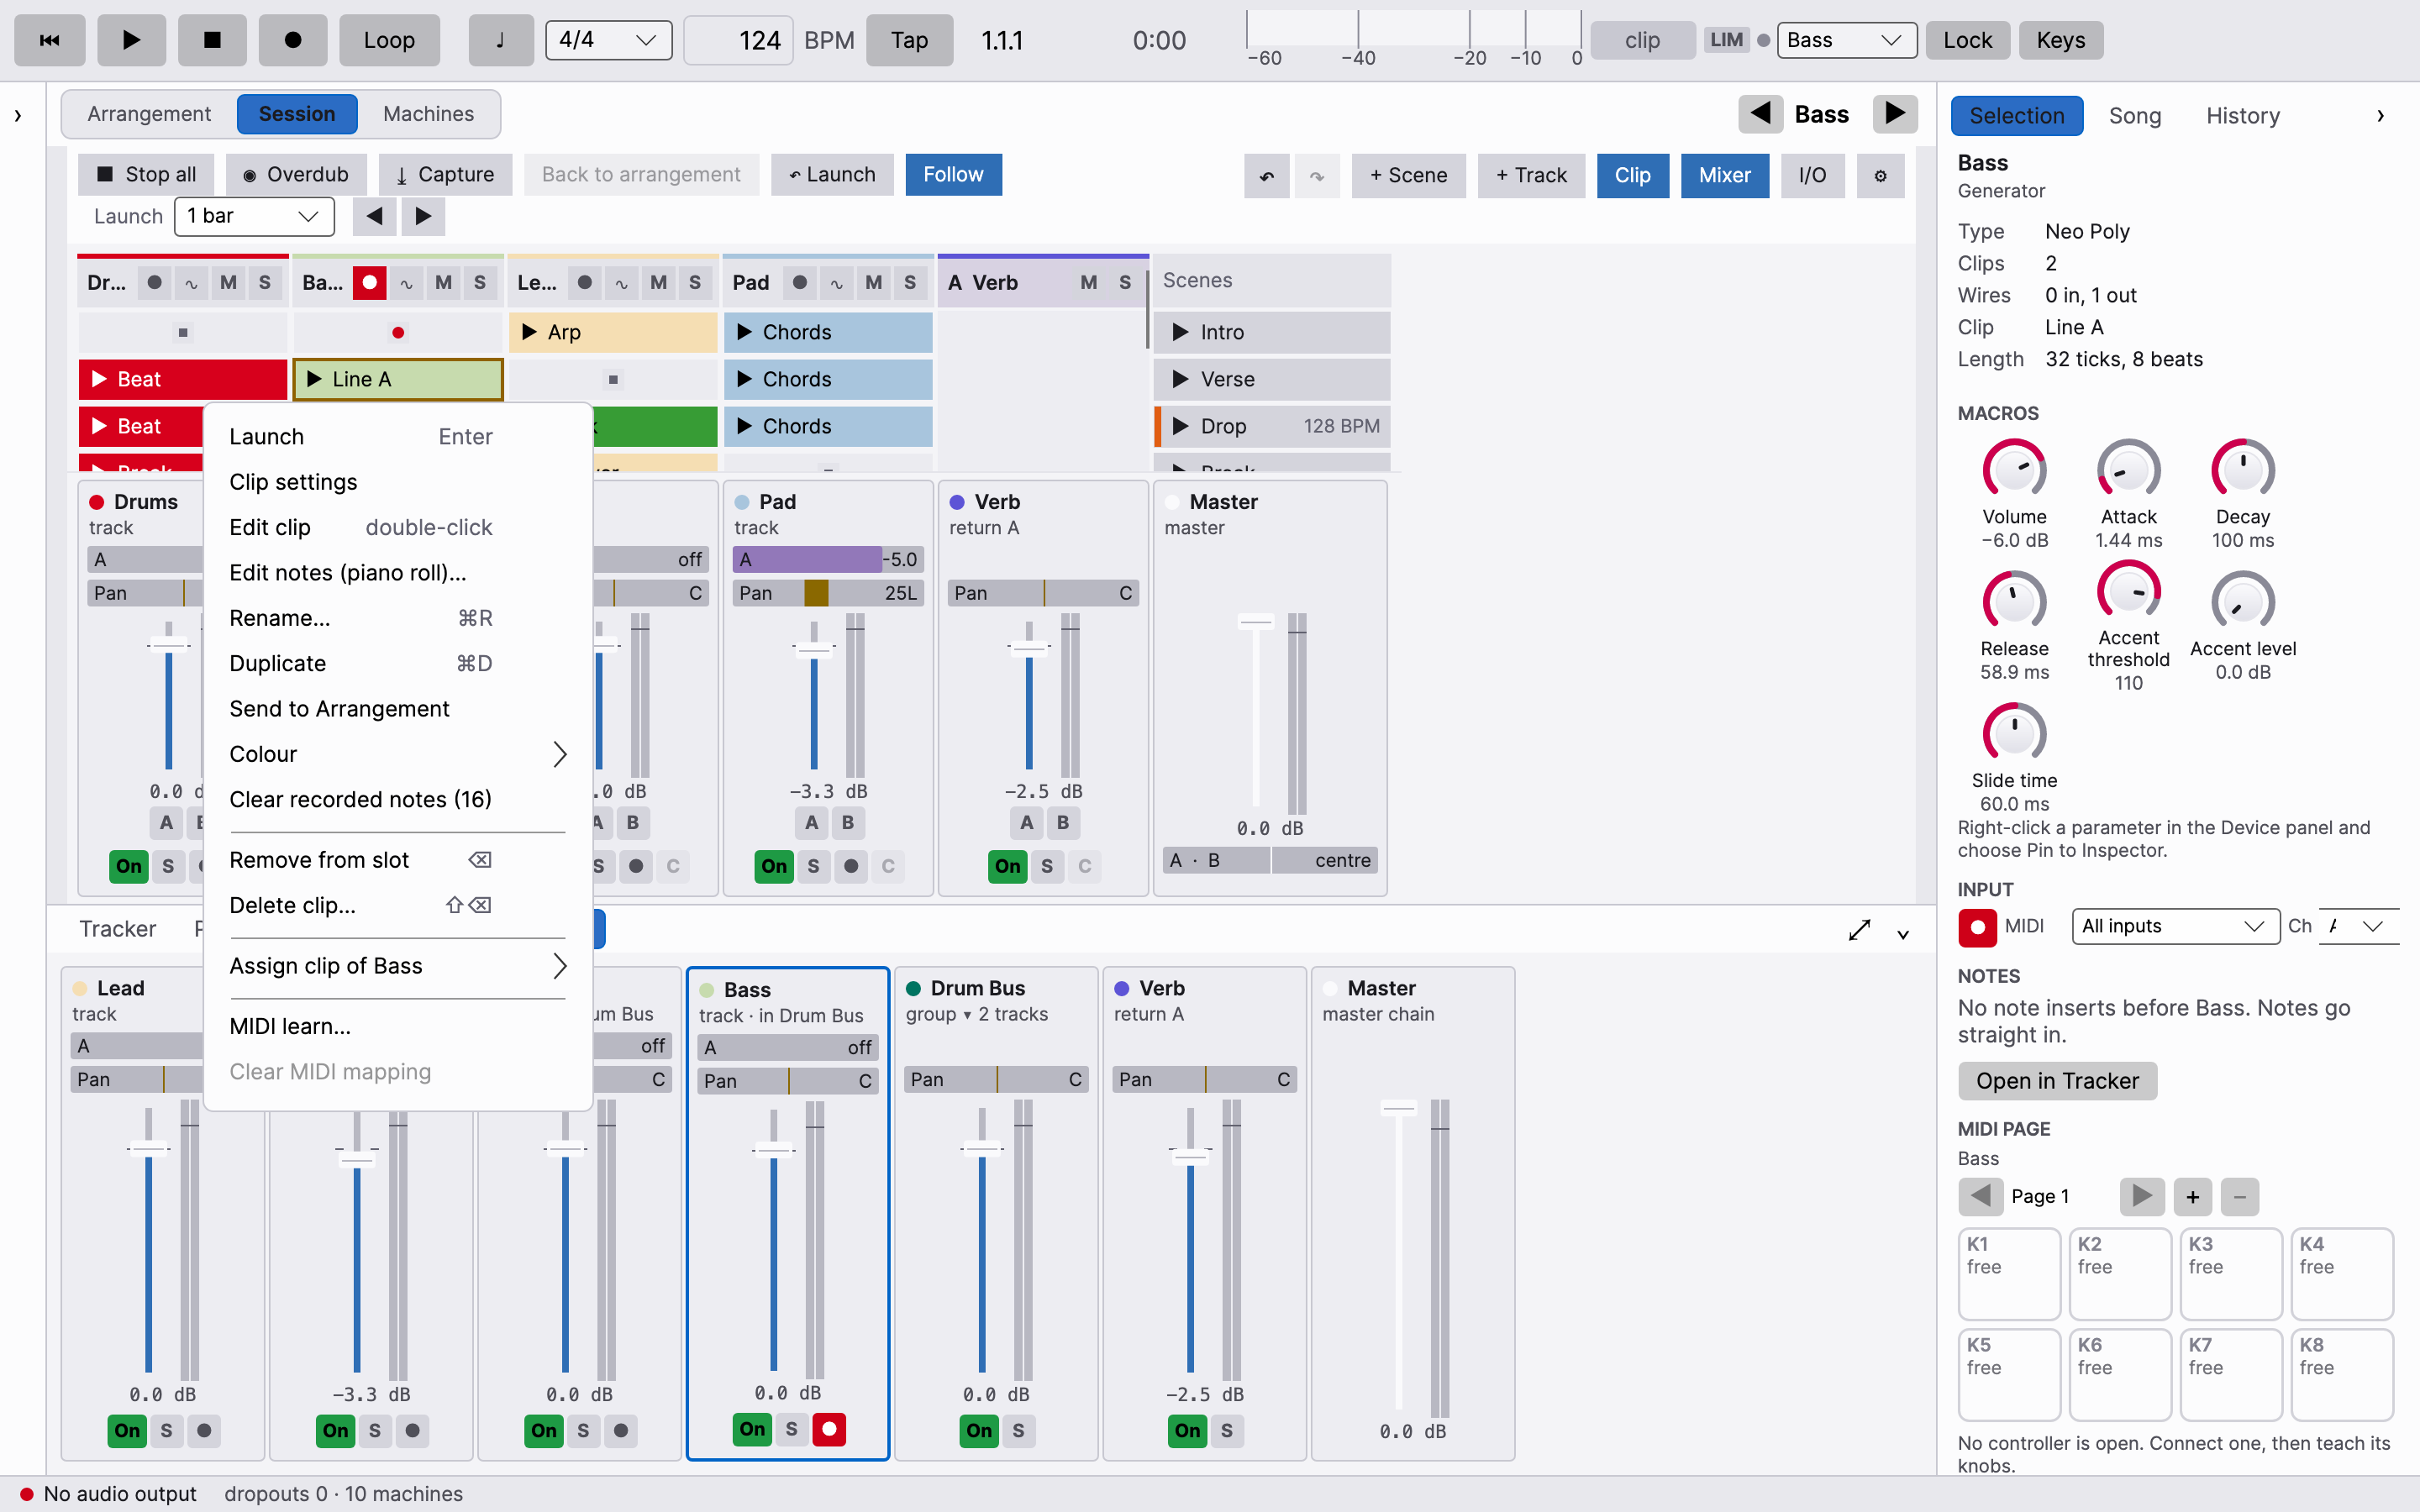 Loop
4/4
124 BPM
Tap
1.1.1
0:00
−60 −40 −20 −10 0
clip
LIM
Bass
Lock
Keys
Arrangement
Session
Machines
Bass
Selection
Song
History
Stop all
Overdub
Capture
Back to arrangement
Launch
Follow
+ Scene
+ Track
Clip
Mixer
I/O
Launch
1 bar
Dr... M S
Ba... M S
Le... M S
Pad M S
A Verb M S
Scenes
Arp
Chords
Intro
Beat
Line A
Chords
Verse
Beat
Chords
Drop 128 BPM
Break
Break
Launch Enter
Clip settings
Edit clip double-click
Edit notes (piano roll)...
Rename... ⌘R
Duplicate ⌘D
Send to Arrangement
Colour
Clear recorded notes (16)
Remove from slot ⌫
Delete clip... ⇧⌫
Assign clip of Bass
MIDI learn...
Clear MIDI mapping
Drums
track
A
Pan
0.0
A
On S
off
C
.0 dB
A B
S C
Pad
track
A -5.0
Pan 25L
−3.3 dB
A B
On S C
Verb
return A
Pan C
−2.5 dB
A B
On S C
Master
master
0.0 dB
A · B centre
Tracker
Lead
track
A
Pan
0.0 dB
On S
−3.3 dB
On S
um Bus
off
C
0.0 dB
On S
Bass
track · in Drum Bus
A off
Pan C
0.0 dB
On S
Drum Bus
group ▾ 2 tracks
Pan C
0.0 dB
On S
Verb
return A
Pan C
−2.5 dB
On S
Master
master chain
0.0 dB
Bass
Generator
Type Neo Poly
Clips 2
Wires 0 in, 1 out
Clip Line A
Length 32 ticks, 8 beats
MACROS
Volume
−6.0 dB
Attack
1.44 ms
Decay
100 ms
Release
58.9 ms
Accent
threshold
110
Accent level
0.0 dB
Slide time
60.0 ms
Right-click a parameter in the Device panel and
choose Pin to Inspector.
INPUT
MIDI All inputs Ch
NOTES
No note inserts before Bass. Notes go
straight in.
Open in Tracker
MIDI PAGE
Bass
Page 1 + −
K1
free
K2
free
K3
free
K4
free
K5
free
K6
free
K7
free
K8
free
No controller is open. Connect one, then teach its
knobs.
No audio output dropouts 0 · 10 machines